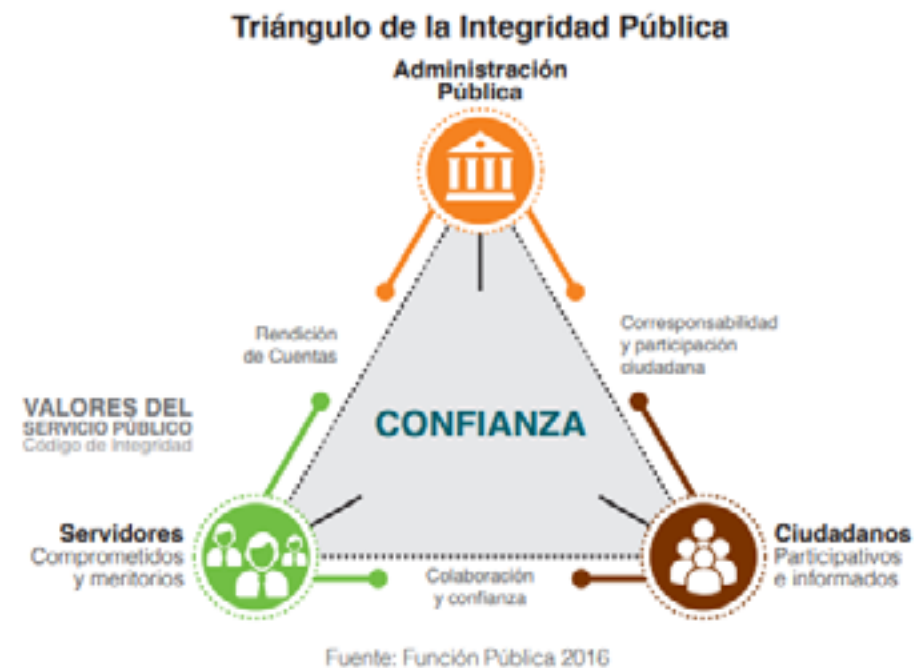 Triángulo de la Integridad Pública
Administración
Pública
Rendición
de Cuentas
Corresponsabilidad
y participación
ciudadana
VALORES DEL
SERVICIO PÚBLICO
Código de Integridad
CONFIANZA
Servidores
Comprometidos
y meritorios
Colaboración
y confianza
Ciudadanos
Participativos
e informados
Fuente: Función Pública 2016